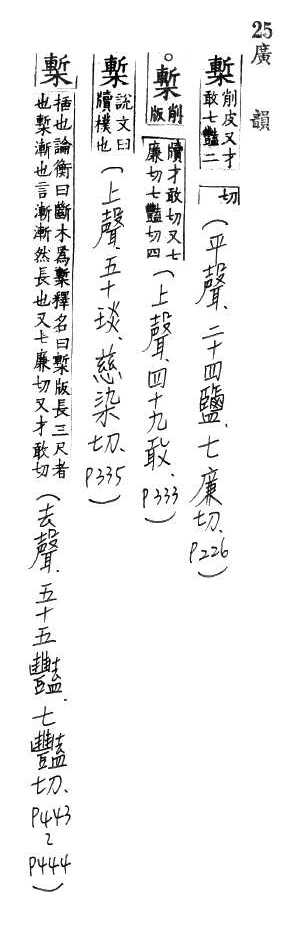 25
廣韻
槧 削皮又才敢七豔二切(平聲、二十四鹽、七廉切、P226)
。槧 削版牘才敢切又七廉切七豔切四(上聲、四十九敢、P333)
槧 說文曰牘樸也(上聲、五十琰、慈染切、P335)
槧 插也論衡曰斷木爲槧釋名曰槧版長三尺者也槧漸也言漸漸然長也又七廉切又才敢切(去聲、五十五豔、七豔切、P443~P444)